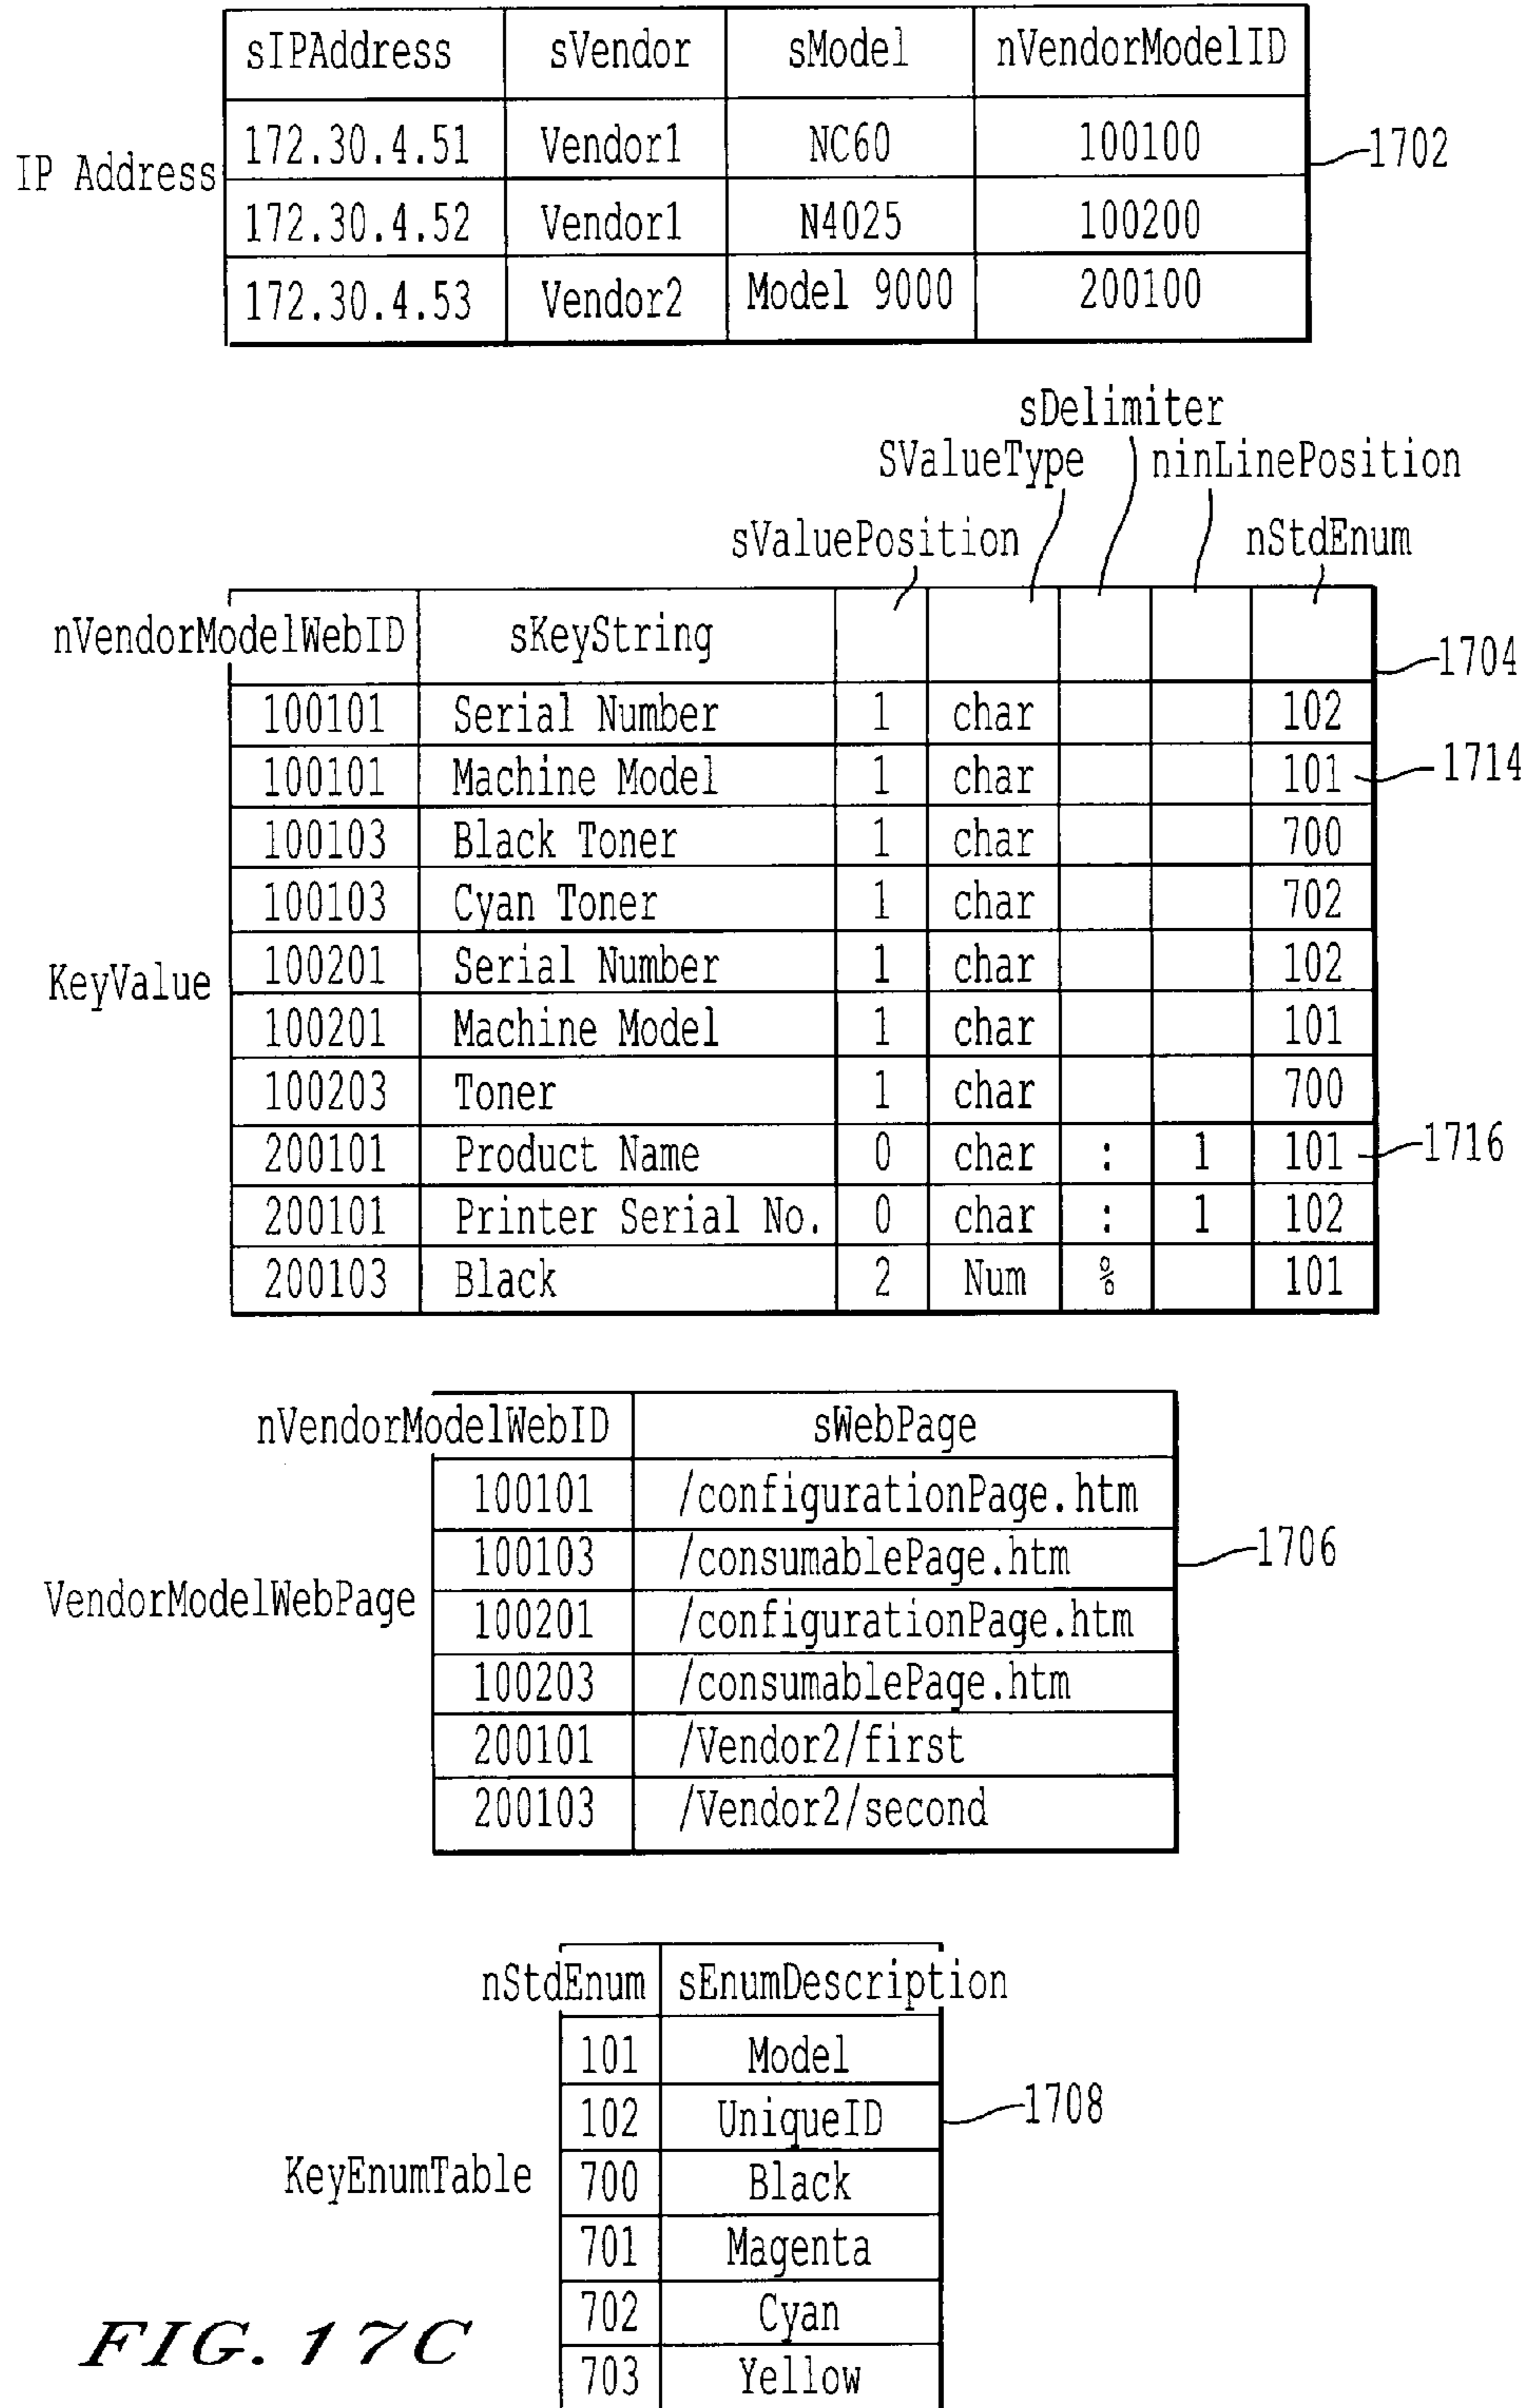 sIPAddress sVendor sModel nVendorModelID
172.30.4.51 Vendor1 NC60 100100 1702
IP Address
172.30.4.52 Vendor1 N4025 100200
172.30.4.53 Vendor2 Model 9000 200100
sDelimiter
SValueType ninLinePosition
sValuePosition nStdEnum
nVendorModelWebID sKeyString
1704
100101 Serial Number 1 char 102
100101 Machine Model 1 char 101 1714
100103 Black Toner 1 char 700
100103 Cyan Toner 1 char 702
100201 Serial Number 1 char 102
KeyValue
100201 Machine Model 1 char 101
100203 Toner 1 char 700
200101 Product Name 0 char : 1 101 1716
200101 Printer Serial No. 0 char : 1 102
200103 Black 2 Num % 101
nVendorModelWebID sWebPage
100101 /configurationPage.htm
100103 /consumablePage.htm 1706
VendorModelWebPage
100201 /configurationPage.htm
100203 /consumablePage.htm
200101 /Vendor2/first
200103 /Vendor2/second
nStdEnum sEnumDescription
101 Model
102 UniqueID 1708
KeyEnumTable
700 Black
701 Magenta
702 Cyan
703 Yellow
FIG. 17C